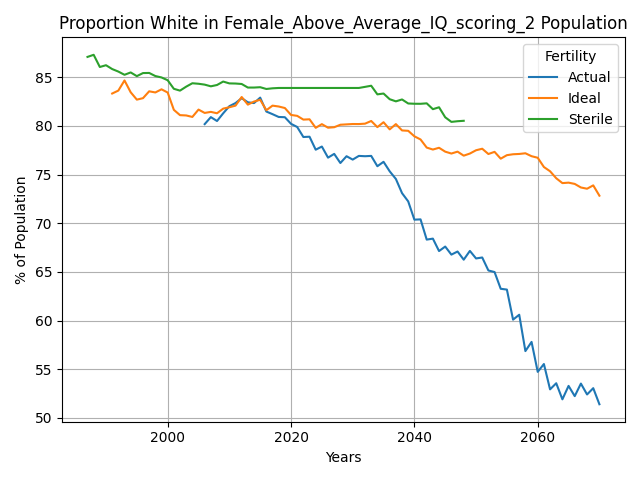 Proportion White in Female_Above_Average_IQ_scoring_2 Population
Fertility
Actual
Ideal
Sterile
% of Population
85
80
75
70
65
60
55
50
2000
2020
2040
2060
Years